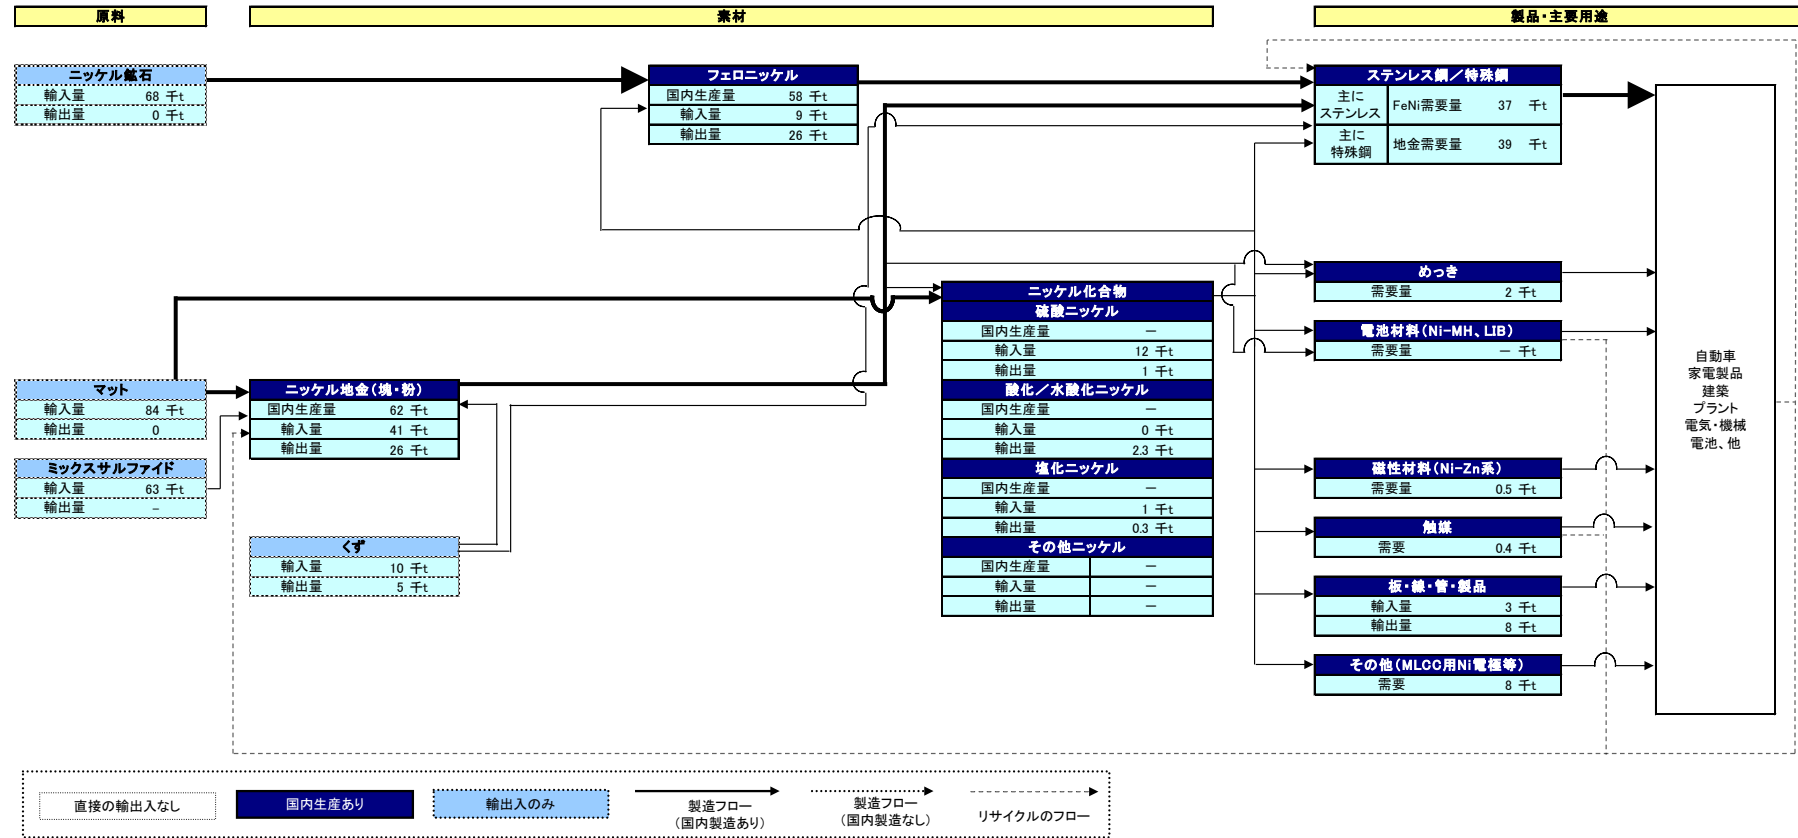 原料
素材
製品・主要用途
ニッケル鉱石
輸入量 68 千t
輸出量 0 千t
フェロニッケル
国内生産量 58 千t
輸入量 9 千t
輸出量 26 千t
ステンレス鋼／特殊鋼
主に
ステンレス
FeNi需要量 37 千t
主に
特殊鋼
地金需要量 39 千t
めっき
需要量 2 千t
電池材料(Ni-MH、LIB)
需要量 － 千t
ニッケル化合物
硫酸ニッケル
国内生産量 －
輸入量 12 千t
輸出量 1 千t
酸化／水酸化ニッケル
国内生産量 －
輸入量 0 千t
輸出量 2.3 千t
塩化ニッケル
国内生産量 －
輸入量 1 千t
輸出量 0.3 千t
その他ニッケル
国内生産量 －
輸入量 －
輸出量 －
マット
輸入量 84 千t
輸出量 0
ミックスサルファイド
輸入量 63 千t
輸出量 -
ニッケル地金(塊・粉)
国内生産量 62 千t
輸入量 41 千t
輸出量 26 千t
くず
輸入量 10 千t
輸出量 5 千t
磁性材料(Ni-Zn系)
需要量 0.5 千t
触媒
需要 0.4 千t
板・線・管・製品
輸入量 3 千t
輸出量 8 千t
その他(MLCC用Ni電極等)
需要 8 千t
自動車
家電製品
建築
プラント
電気・機械
電池、他
直接の輸出入なし
国内生産あり
輸出入のみ
製造フロー
(国内製造あり)
製造フロー
(国内製造なし)
リサイクルのフロー